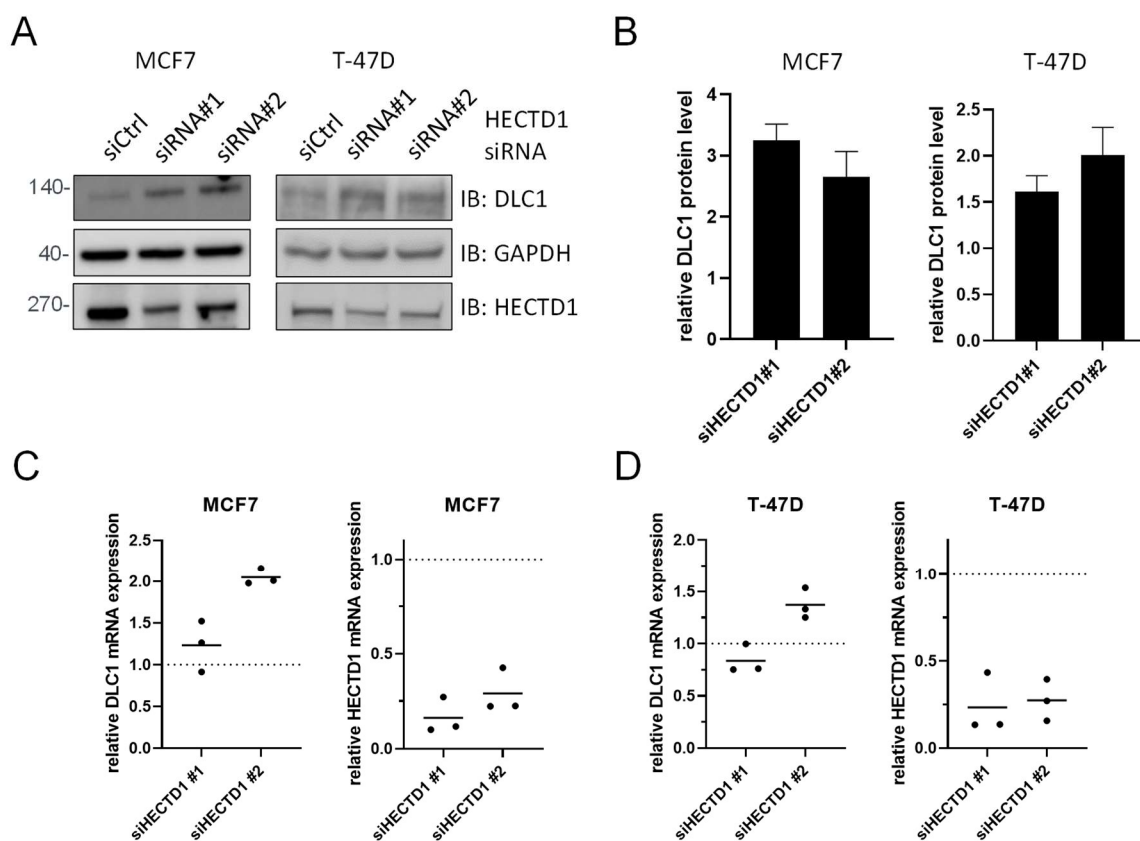 A
MCF7
T-47D
siCtrl
siRNA#1
siRNA#2
siCtrl
siRNA#1
siRNA#2
HECTD1
siRNA
140-
IB: DLC1
40-
IB: GAPDH
270-
IB: HECTD1
B
MCF7
relative DLC1 protein level
4
3
2
1
0
siHECTD1#1
siHECTD1#2
T-47D
relative DLC1 protein level
2.5
2.0
1.5
1.0
0.5
0.0
siHECTD1#1
siHECTD1#2
C
MCF7
relative DLC1 mRNA expression
2.5
2.0
1.5
1.0
0.5
0.0
siHECTD1 #1
siHECTD1 #2
MCF7
relative HECTD1 mRNA expression
1.0
0.5
0.0
siHECTD1 #1
siHECTD1 #2
D
T-47D
relative DLC1 mRNA expression
2.0
1.5
1.0
0.5
0.0
siHECTD1 #1
siHECTD1 #2
T-47D
relative HECTD1 mRNA expression
1.0
0.5
0.0
siHECTD1 #1
siHECTD1 #2